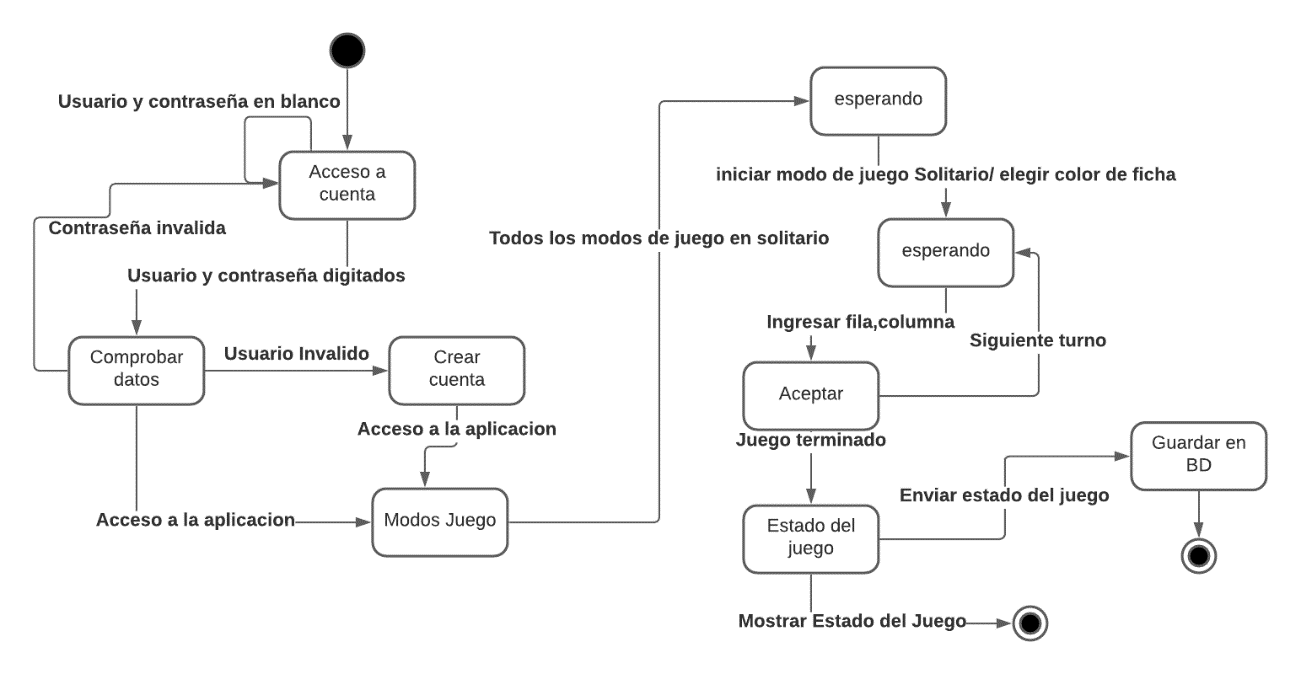 Usuario y contraseña en blanco
Acceso a
cuenta
Contraseña invalida
Usuario y contraseña digitados
Comprobar
datos
Usuario Invalido
Crear
cuenta
Acceso a la aplicacion
Acceso a la aplicacion
Modos Juego
Todos los modos de juego en solitario
esperando
iniciar modo de juego Solitario/ elegir color de ficha
esperando
Ingresar fila,columna
Siguiente turno
Aceptar
Juego terminado
Estado del
juego
Enviar estado del juego
Guardar en
BD
Mostrar Estado del Juego